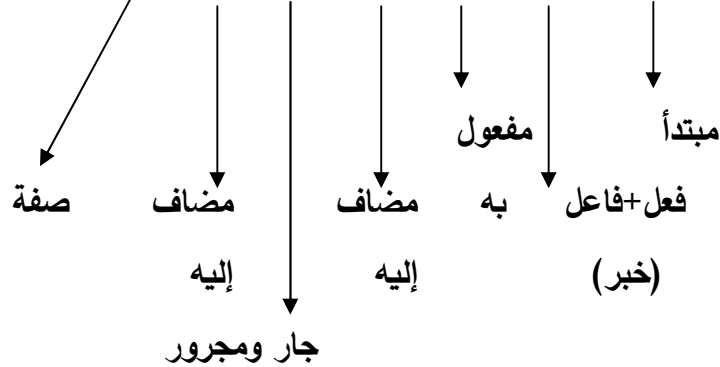 مبتدأ مفعول
فعل+فاعل به مضاف مضاف صفة
(خبر) إليه إليه
جار ومجرور